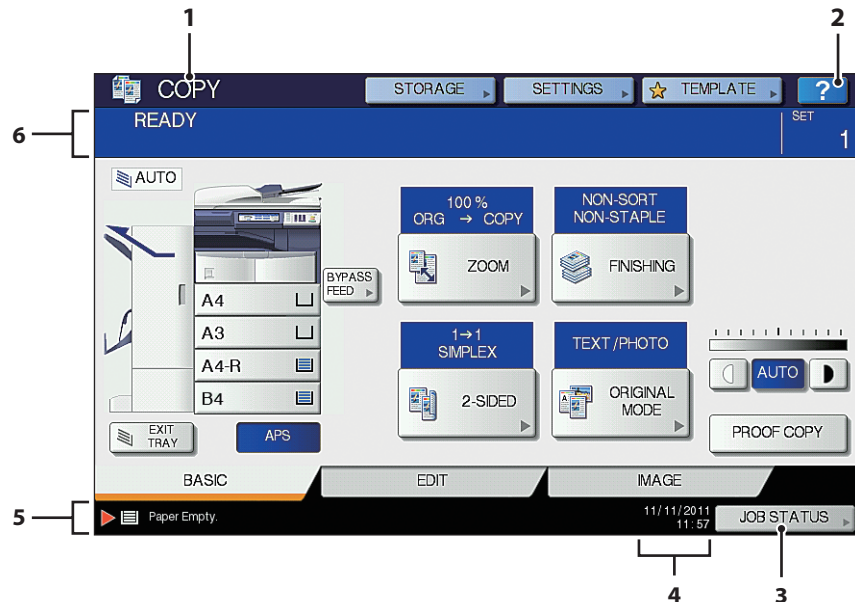 1
2
COPY
STORAGE
SETTINGS
TEMPLATE
?
6
READY
SET
1
AUTO
100 %
ORG → COPY
NON-SORT
NON-STAPLE
ZOOM
FINISHING
BYPASS
FEED
A4
A3
A4-R
B4
1→1
SIMPLEX
TEXT/PHOTO
2-SIDED
ORIGINAL
MODE
AUTO
EXIT
TRAY
APS
PROOF COPY
BASIC
EDIT
IMAGE
5
Paper Empty.
11/11/2011
11:57
JOB STATUS
4
3